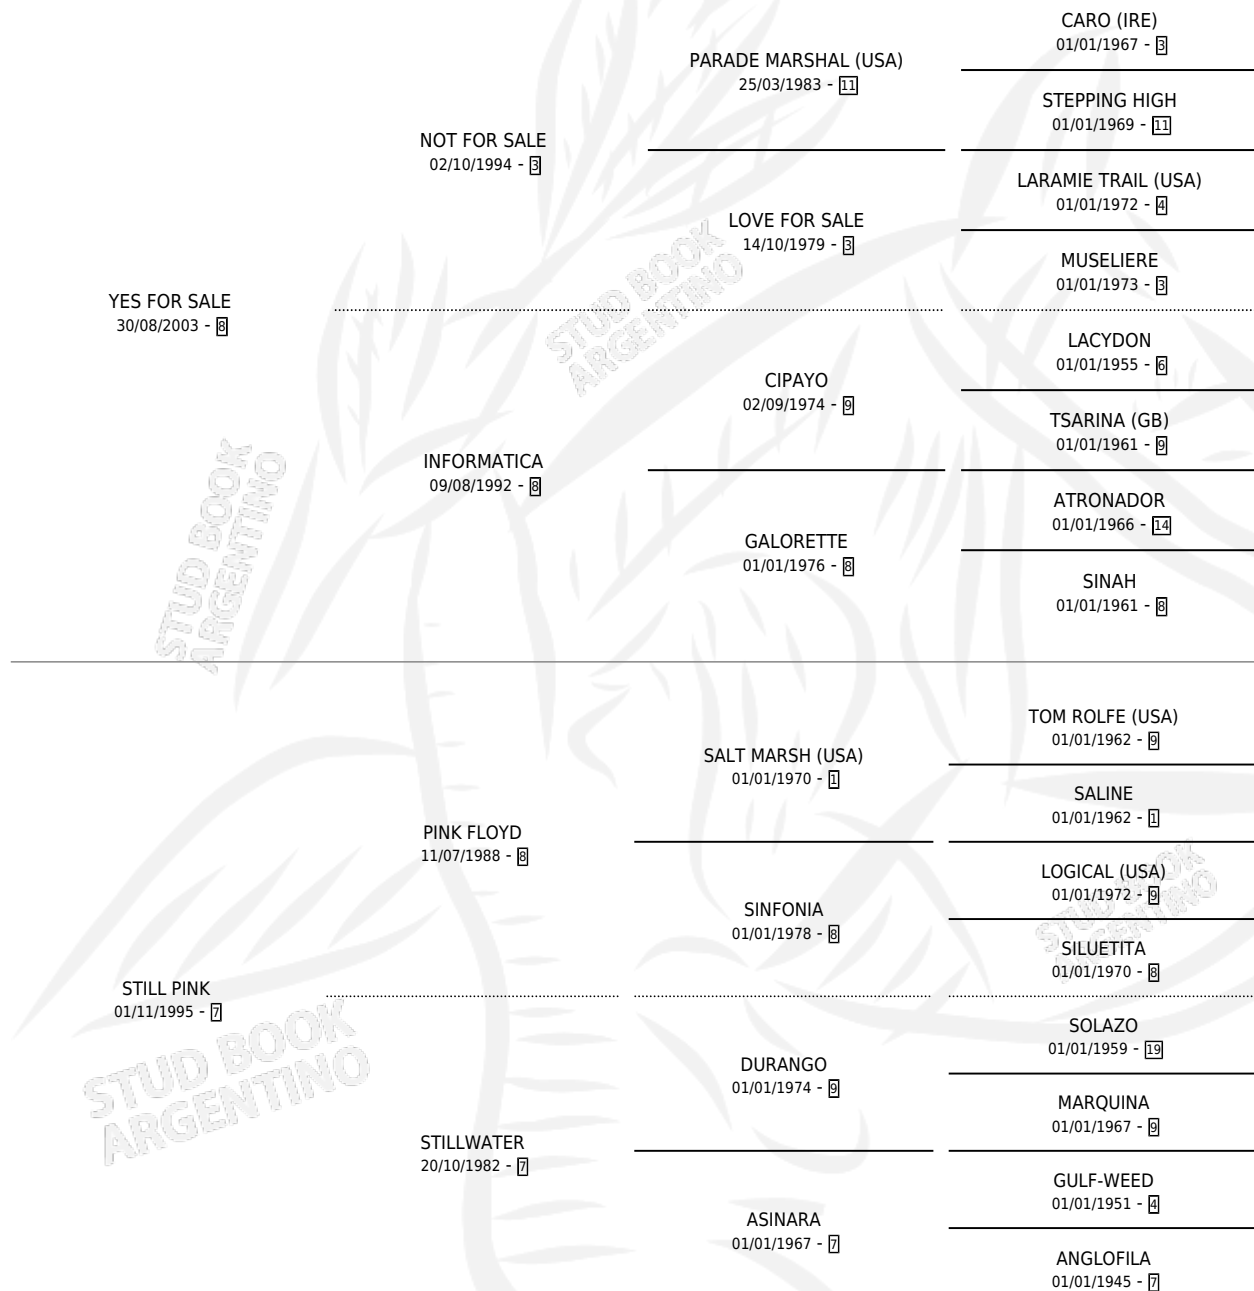 CARO (IRE)
01/01/1967 - 3
PARADE MARSHAL (USA)
25/03/1983 - 11
STEPPING HIGH
01/01/1969 - 11
NOT FOR SALE
02/10/1994 - 3
LARAMIE TRAIL (USA)
01/01/1972 - 4
LOVE FOR SALE
14/10/1979 - 3
MUSELIERE
01/01/1973 - 3
YES FOR SALE
30/08/2003 - 8
STUD BOOK
ARGENTINO
LACYDON
01/01/1955 - 6
CIPAYO
02/09/1974 - 9
TSARINA (GB)
01/01/1961 - 9
INFORMATICA
09/08/1992 - 8
ATRONADOR
01/01/1966 - 14
GALORETTE
01/01/1976 - 8
SINAH
01/01/1961 - 8
STUD BOOK
ARGENTINO
TOM ROLFE (USA)
01/01/1962 - 9
SALT MARSH (USA)
01/01/1970 - 1
SALINE
01/01/1962 - 1
PINK FLOYD
11/07/1988 - 8
LOGICAL (USA)
01/01/1972 - 9
SINFONIA
01/01/1978 - 8
STUD BOOK
ARGENTINO
SILUETITA
01/01/1970 - 8
STILL PINK
01/11/1995 - 7
STUD BOOK
ARGENTINO
SOLAZO
01/01/1959 - 19
DURANGO
01/01/1974 - 9
MARQUINA
01/01/1967 - 9
STILLWATER
20/10/1982 - 7
GULF-WEED
01/01/1951 - 4
ASINARA
01/01/1967 - 7
ANGLOFILA
01/01/1945 - 7